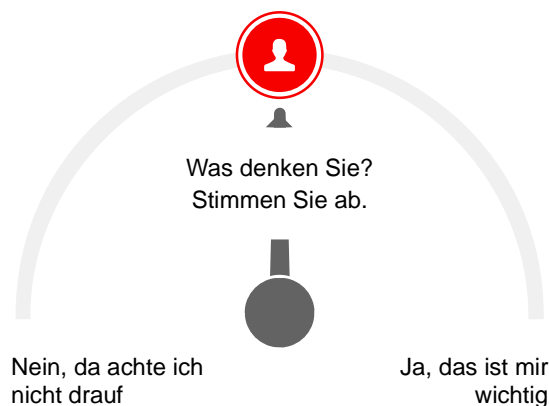 Was denken Sie?
Stimmen Sie ab.
Nein, da achte ich
nicht drauf
Ja, das ist mir
wichtig